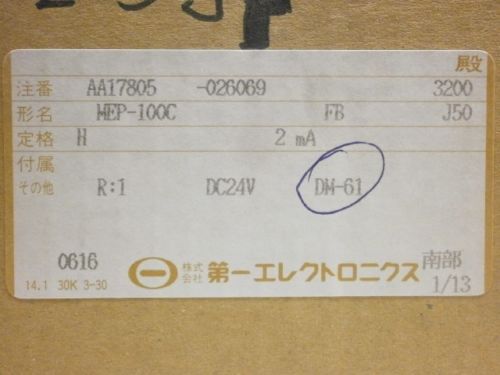 殿
注番 AA17805 -026069 3200
形名 MEP-100C FB J50
定格 H 2 mA
付属
その他 R:1 DC24V DM-61
0616 株式会社 第一エレクトロニクス 南部
14.1 30K 3-30 1/13